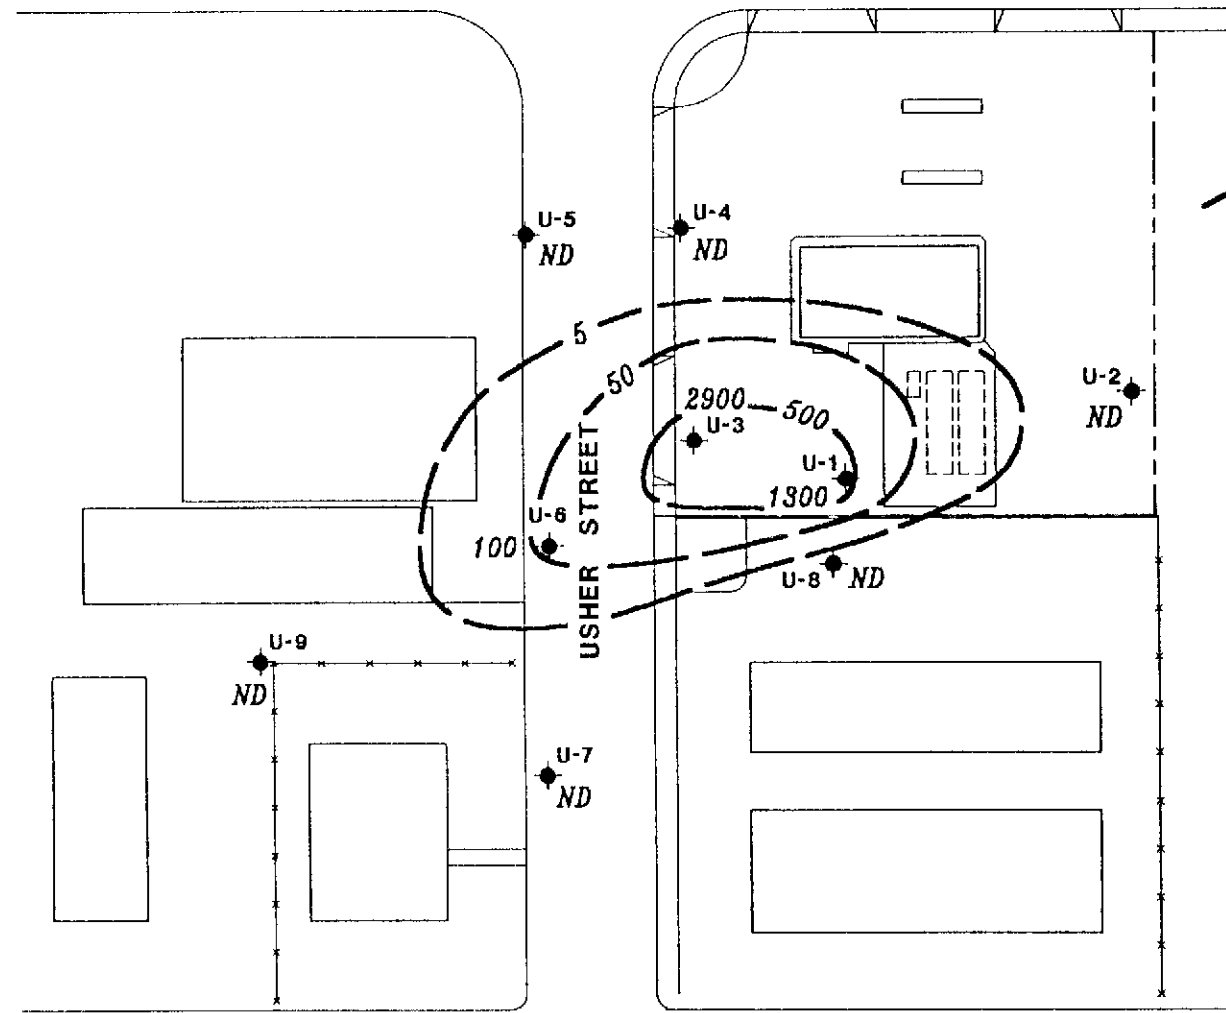 U-5
ND
U-4
ND
5
50
U-2
ND
2900
500
U-3
U-1
1300
U-6
100
USHER STREET
U-8
ND
U-9
ND
U-7
ND